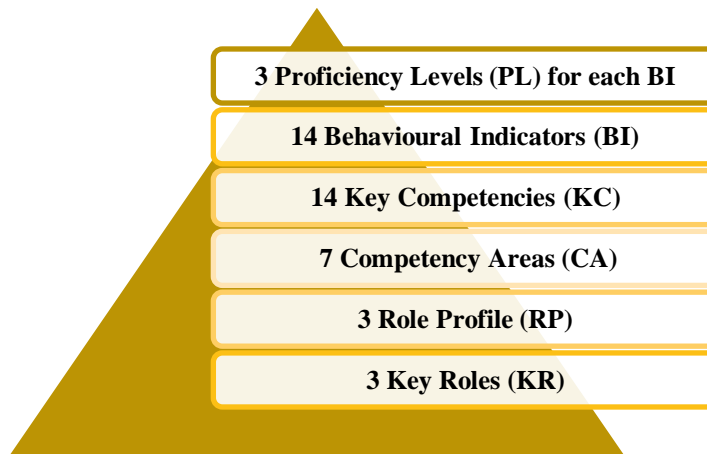 3 Proficiency Levels (PL) for each BI
14 Behavioural Indicators (BI)
14 Key Competencies (KC)
7 Competency Areas (CA)
3 Role Profile (RP)
3 Key Roles (KR)